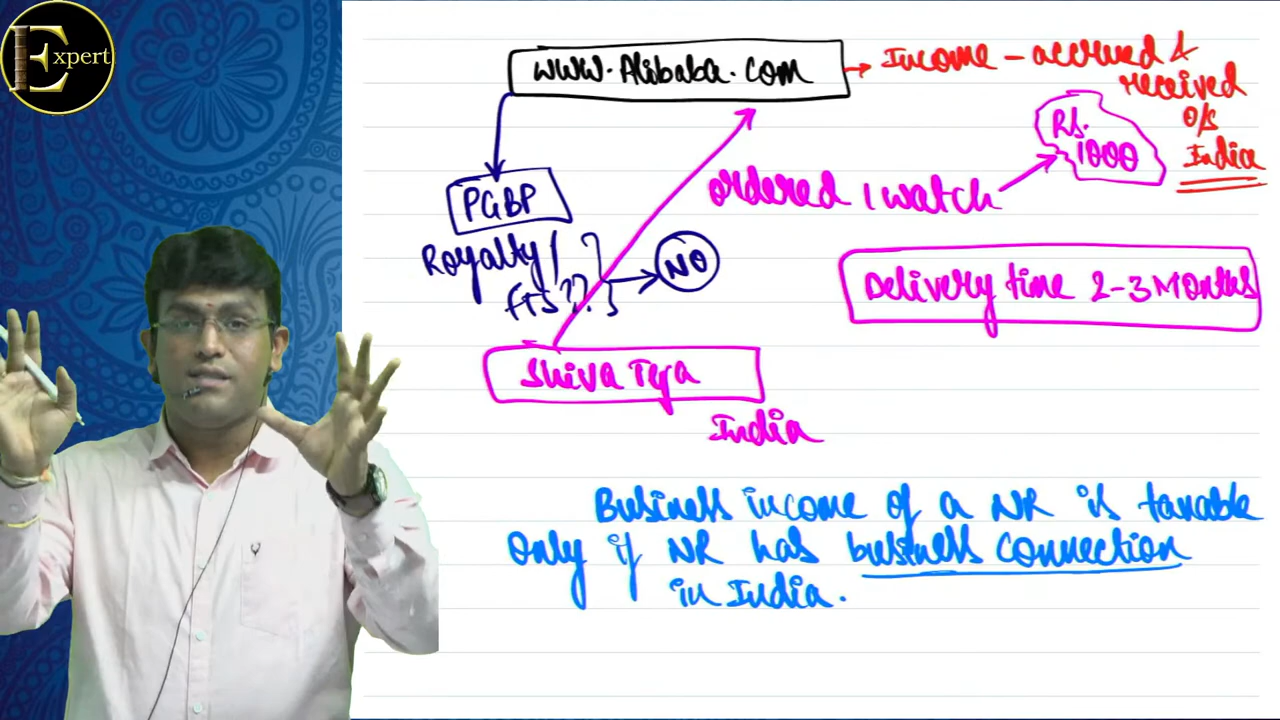 Expert
www.Alibaba.com
Income - accrued &
received
O/S
India
Rs.
1000
ordered 1 watch
PGBP
Royalty/
FTS??
NO
Delivery time 2-3 Months
Shiva Teja
India
Business income of a NR is taxable
only if NR has business connection
in India.